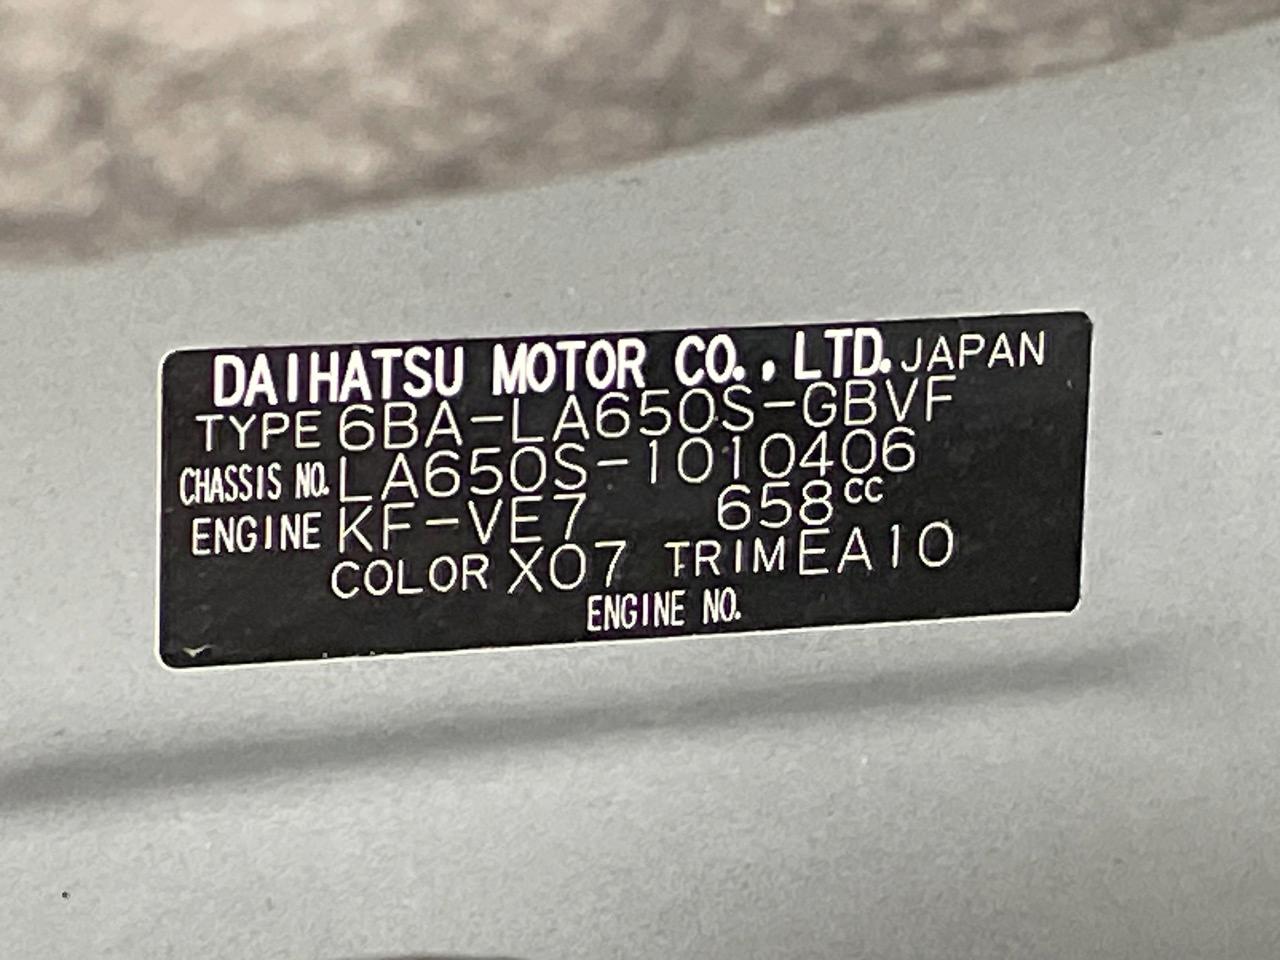 DAIHATSU MOTOR CO., LTD. JAPAN
TYPE 6BA-LA650S-GBVF
CHASSIS NO. LA650S-1010406
ENGINE KF-VE7 658cc
COLOR X07 TRIM EA10
ENGINE NO.